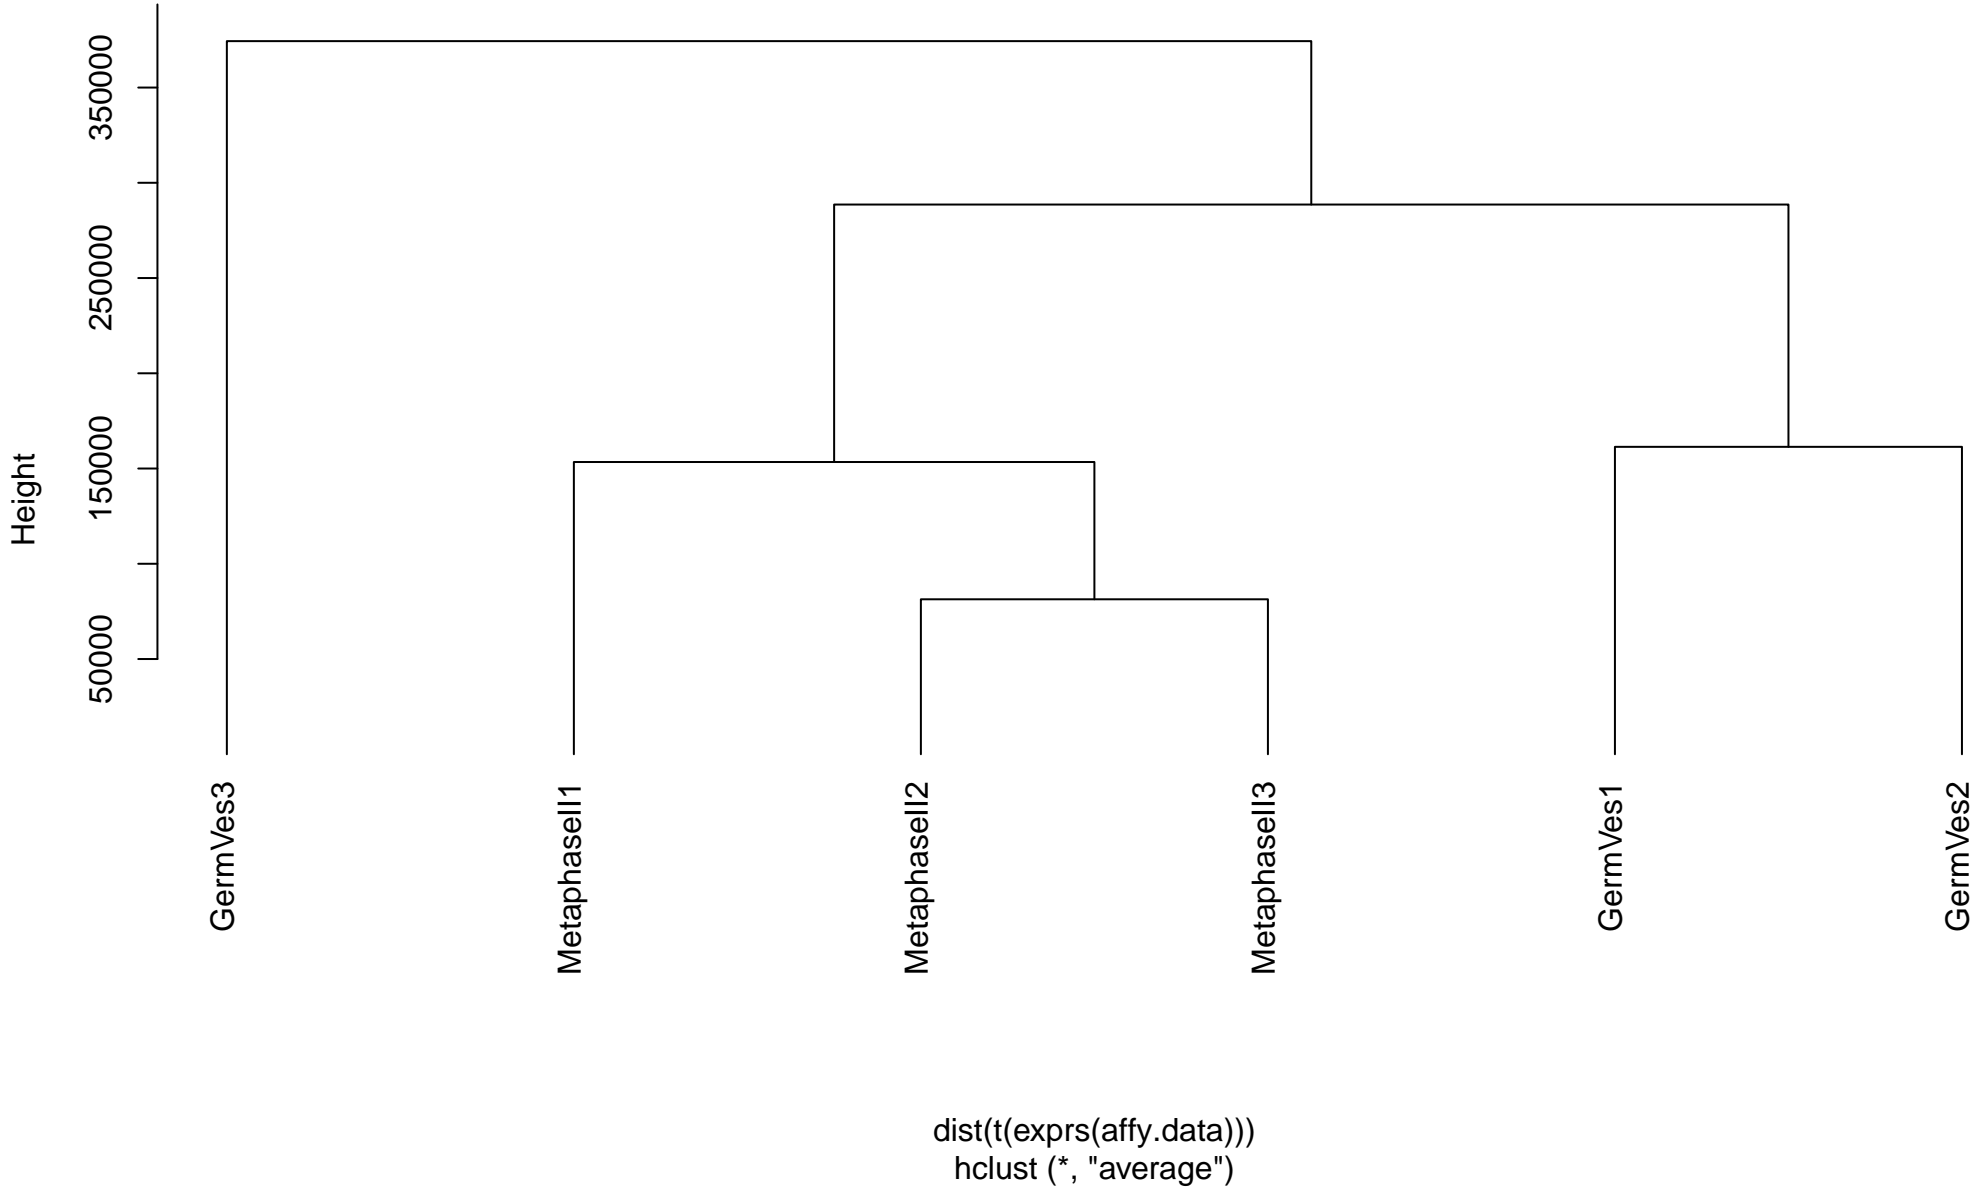 Height
350000
250000
150000
50000
GermVes3
MetaphaseII1
MetaphaseII2
MetaphaseII3
GermVes1
GermVes2
dist(t(exprs(affy.data)))
hclust (*, "average")